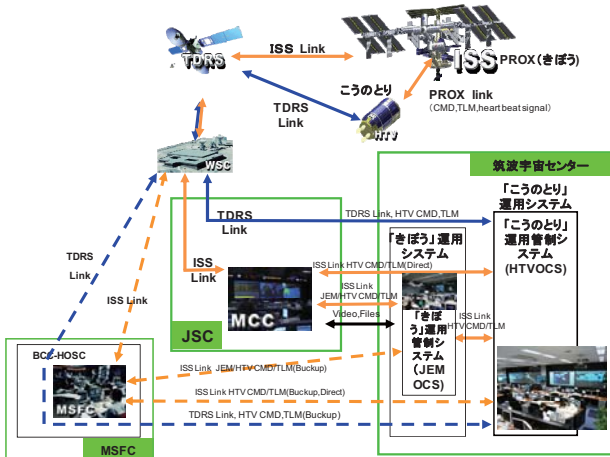 TDRS
ISS Link
ISS
PROX(きぼう)
こうのとり
HTV
PROX link
(CMD,TLM,heart beat signal)
TDRS
Link
WSC
筑波宇宙センター
「こうのとり」
運用システム
TDRS
Link
TDRS Link, HTV CMD,TLM
「こうのとり」
運用管制シ
ステム
(HTVOCS)
「きぼう」運用
システム
TDRS
Link
ISS Link
ISS
Link
ISS Link HTV CMD/TLM(Direct)
ISS Link
JEM/HTV CMD/TLM
MCC
Video,Files
JSC
「きぼ
う」運用
管制シ
ステム
(JEM
OCS)
ISS Link
HTV CMD/TLM
BCC-HOSC
MSFC
ISS Link JEM/HTV CMD/TLM(Buckup)
ISS Link HTV CMD/TLM(Buckup,Direct)
TDRS Link, HTV CMD,TLM(Buckup)
MSFC